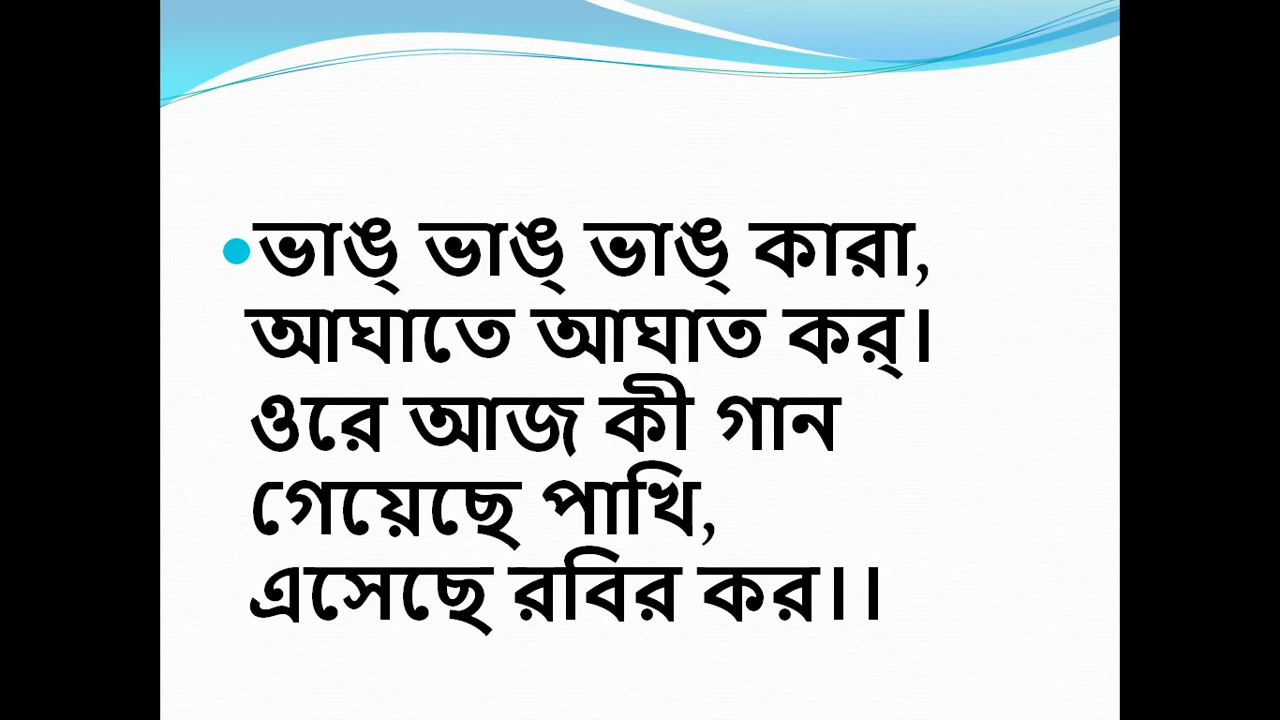 •ভাঙ্ ভাঙ্ ভাঙ্ কারা,
আঘাতে আঘাত কর্।
ওরে আজ কী গান
গেয়েছে পাখি,
এসেছে রবির কর।।